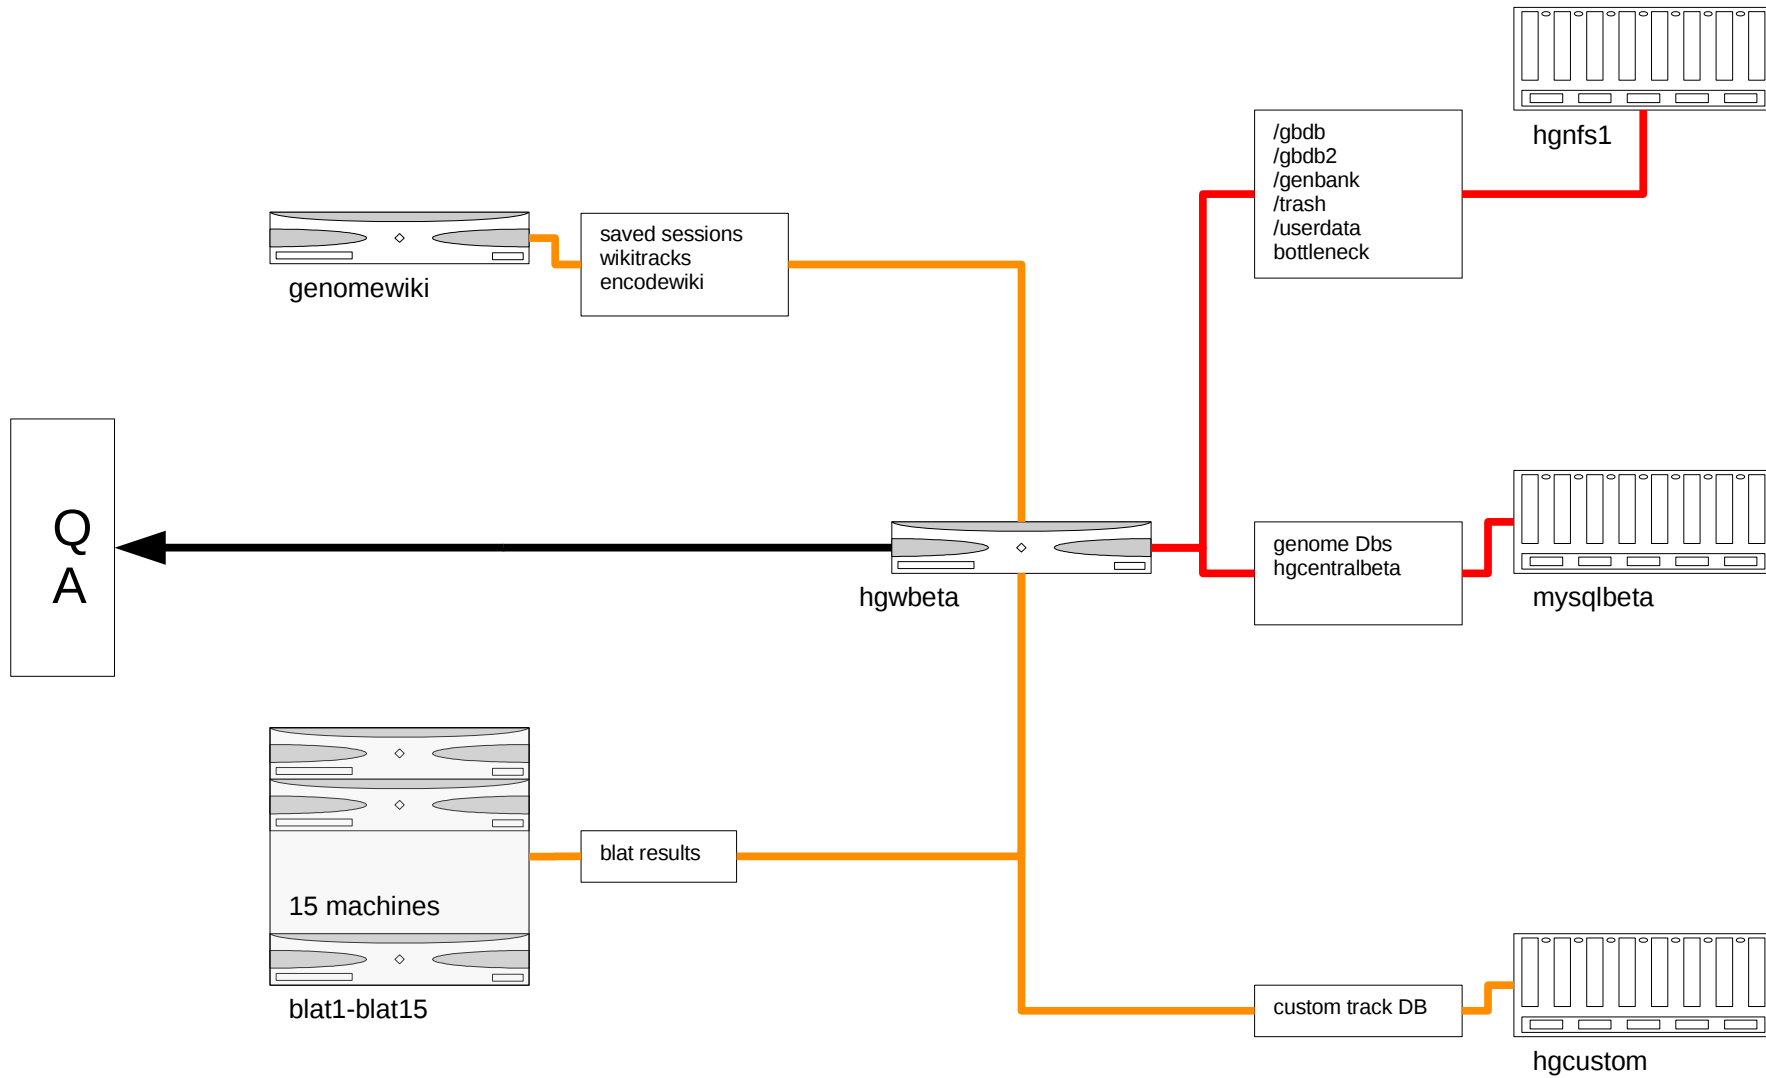 /gbdb
/gbdb2
/genbank
/trash
/userdata
bottleneck
hgnfs1
saved sessions
wikitracks
encodewiki
genomewiki
Q
A
hgwbeta
genome Dbs
hgcentralbeta
mysqlbeta
blat results
15 machines
blat1-blat15
custom track DB
hgcustom